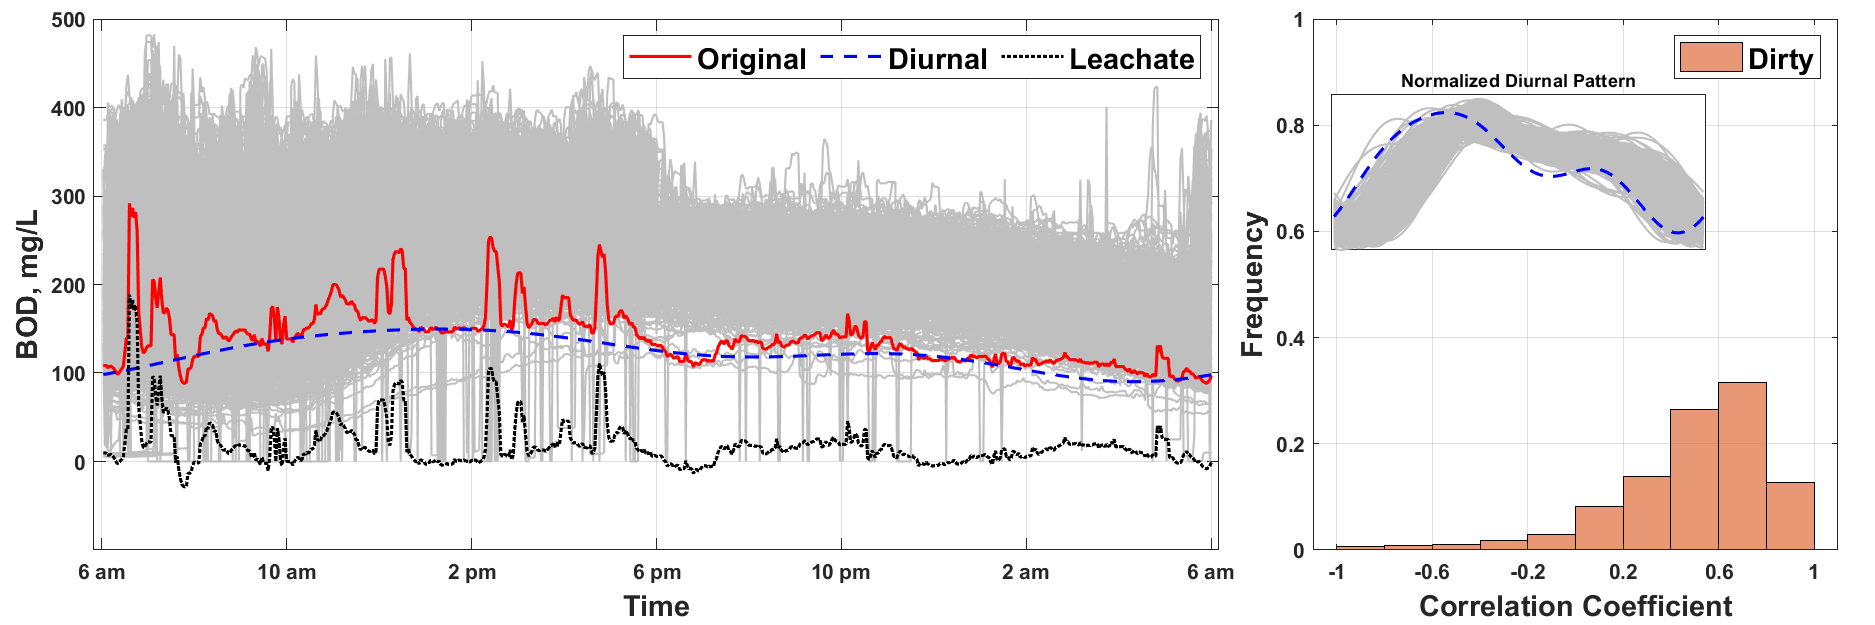 500
400
300
200
100
0
BOD, mg/L
Original Diurnal Leachate
6 am 10 am 2 pm 6 pm 10 pm 2 am 6 am
Time
1
0.8
0.6
0.4
0.2
0
Frequency
Dirty
Normalized Diurnal Pattern
-1 -0.6 -0.2 0.2 0.6 1
Correlation Coefficient